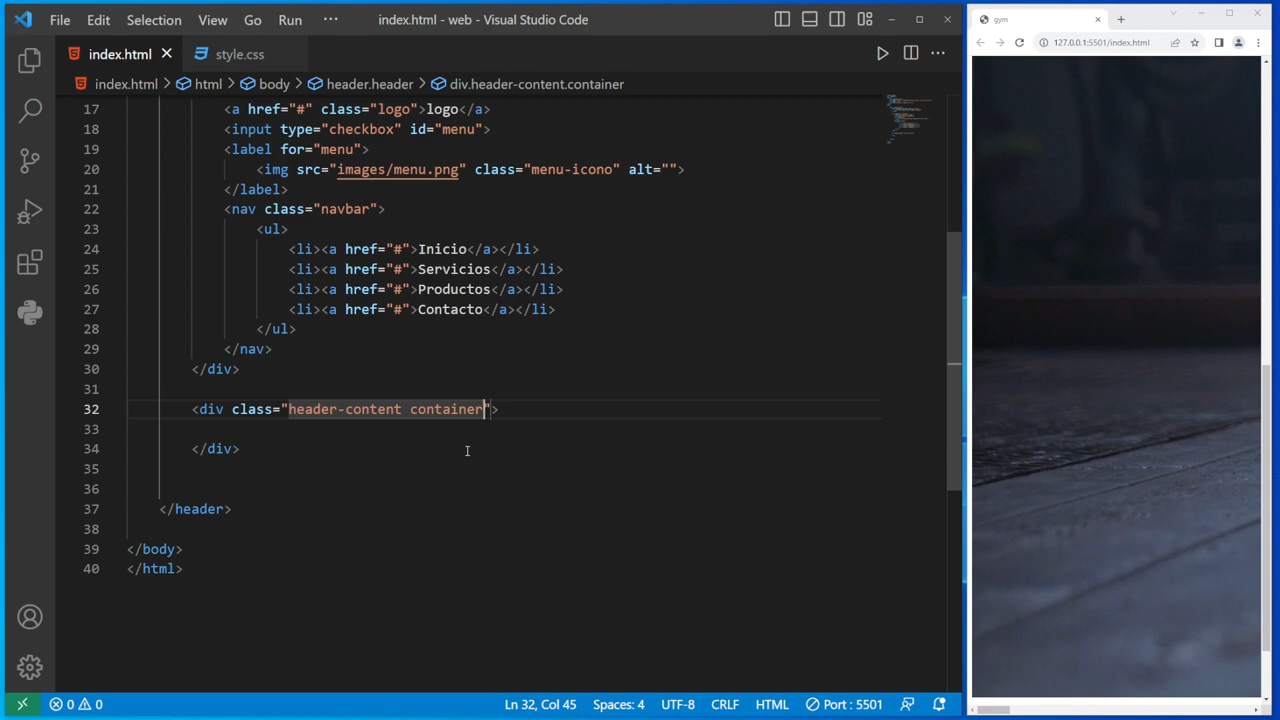 File Edit Selection View Go Run ··· index.html - web - Visual Studio Code
index.html style.css
index.html > html > body > header.header > div.header-content.container
17 <a href="#" class="logo">logo</a>
18 <input type="checkbox" id="menu">
19 <label for="menu">
20 <img src="images/menu.png" class="menu-icono" alt="">
21 </label>
22 <nav class="navbar">
23 <ul>
24 <li><a href="#">Inicio</a></li>
25 <li><a href="#">Servicios</a></li>
26 <li><a href="#">Productos</a></li>
27 <li><a href="#">Contacto</a></li>
28 </ul>
29 </nav>
30 </div>
31
32 <div class="header-content container">
33
34 </div>
35
36
37 </header>
38
39 </body>
40 </html>
0 0 Ln 32, Col 45 Spaces: 4 UTF-8 CRLF HTML Port : 5501
gym
127.0.0.1:5501/index.html